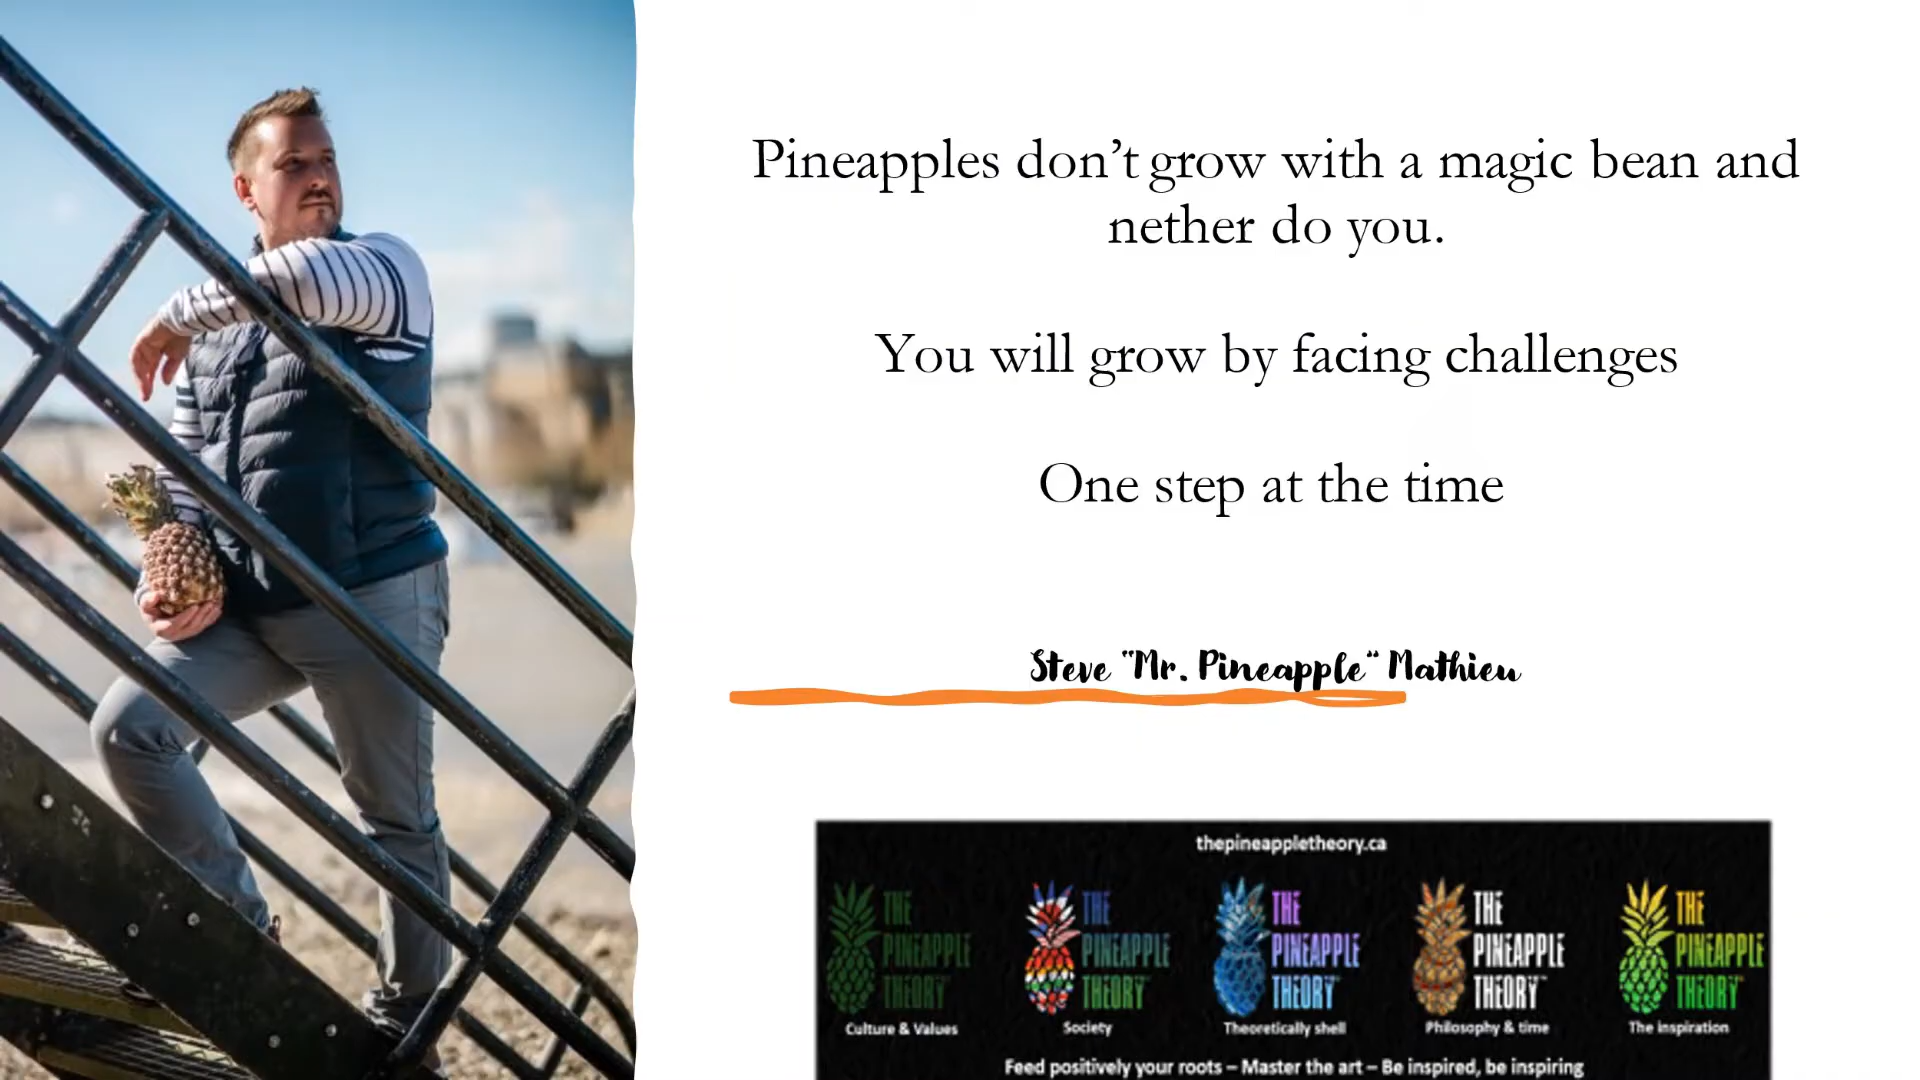 Pineapples don’t grow with a magic bean and
nether do you.
You will grow by facing challenges
One step at the time
Steve "Mr. Pineapple" Mathieu
thepineappletheory.ca
THE
PINEAPPLE
THEORY
Culture & Values
THE
PINEAPPLE
THEORY
Society
THE
PINEAPPLE
THEORY
Theoretically shell
THE
PINEAPPLE
THEORY
Philosophy & time
THE
PINEAPPLE
THEORY
The inspiration
Feed positively your roots – Master the art – Be inspired, be inspiring